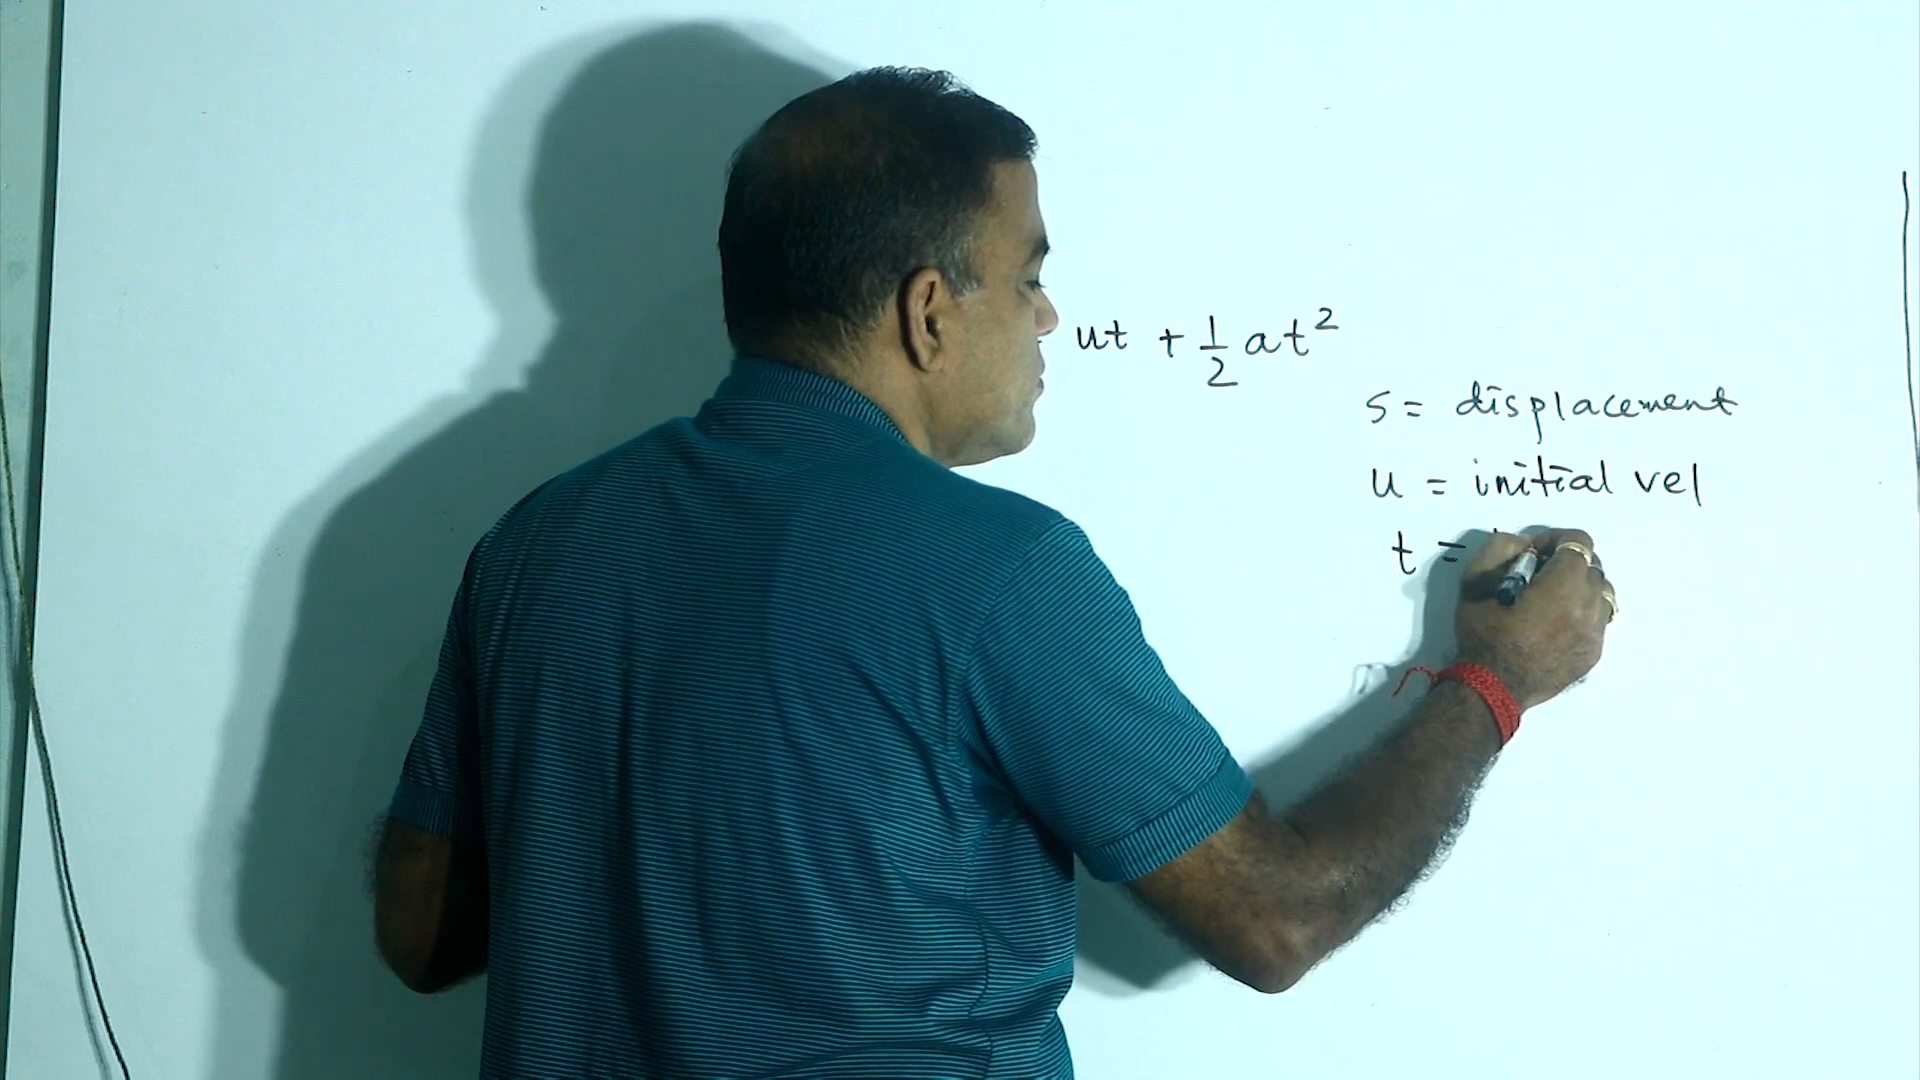 ut + 1/2 at²
s = displacement
u = initial vel
t =